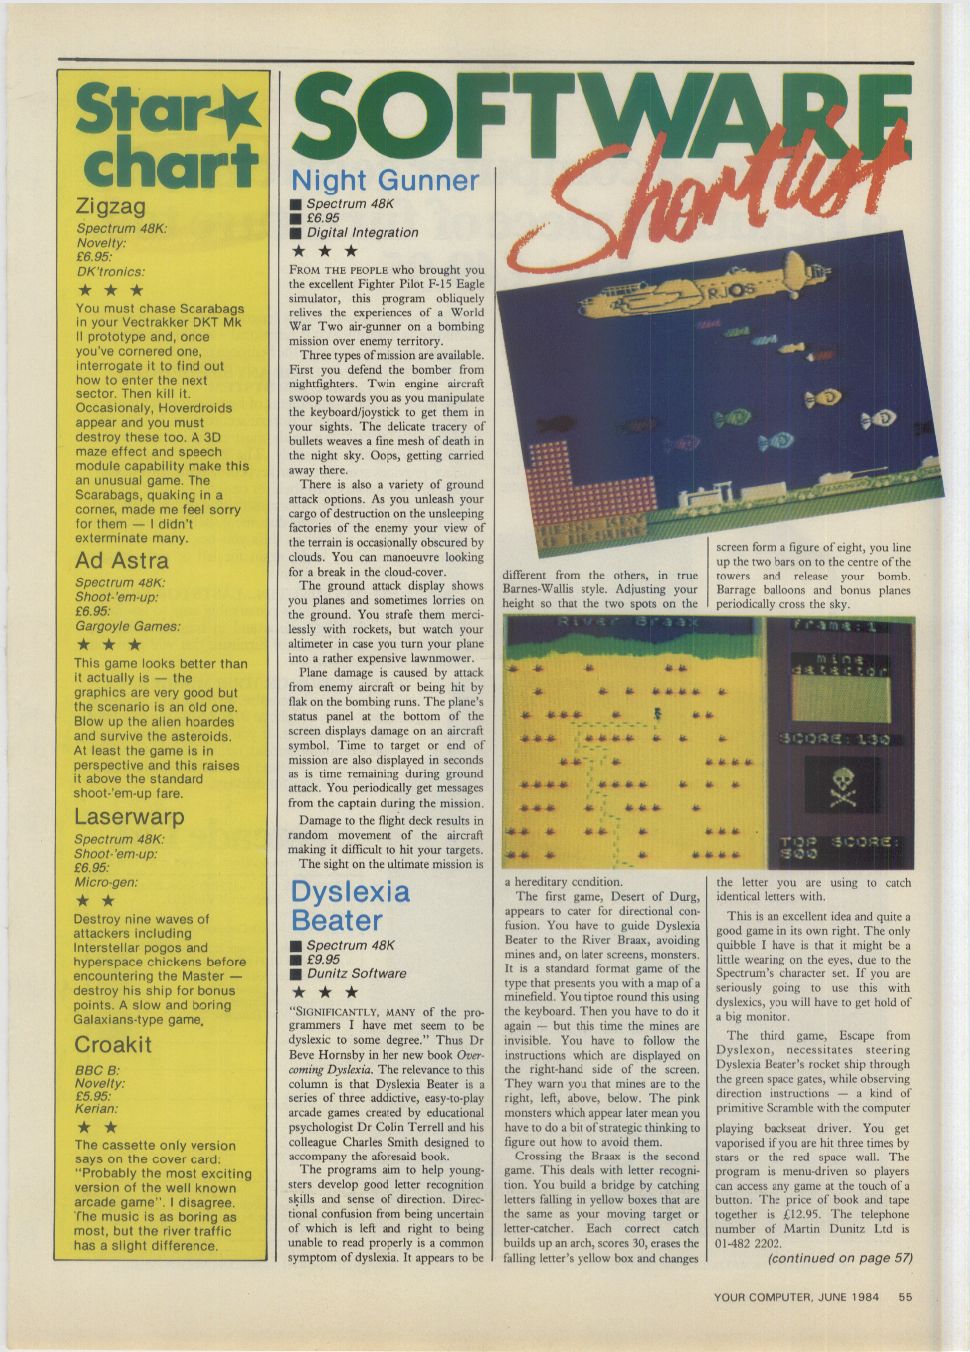 Star
chart
Zigzag
Spectrum 48K:
Novelty:
£6.95:
DK'tronics:
★ ★ ★
You must chase Scarabags
in your Vectrakker DKT Mk
II prototype and, once
you've cornered one,
interrogate it to find out
how to enter the next
sector. Then kill it.
Occasionaly, Hoverdroids
appear and you must
destroy these too. A 3D
maze effect and speech
module capability make this
an unusual game. The
Scarabags, quaking in a
corner, made me feel sorry
for them — I didn't
exterminate many.
Ad Astra
Spectrum 48K:
Shoot-'em-up:
£6.95:
Gargoyle Games:
★ ★ ★
This game looks better than
it actually is — the
graphics are very good but
the scenario is an old one.
Blow up the alien hoardes
and survive the asteroids.
At least the game is in
perspective and this raises
it above the standard
shoot-'em-up fare.
Laserwarp
Spectrum 48K:
Shoot-'em-up:
£6.95:
Micro-gen:
★ ★
Destroy nine waves of
attackers including
Interstellar pogos and
hyperspace chickens before
encountering the Master —
destroy his ship for bonus
points. A slow and boring
Galaxians-type game.
Croakit
BBC B:
Novelty:
£5.95:
Kerian:
★ ★
The cassette only version
says on the cover card:
"Probably the most exciting
version of the well known
arcade game". I disagree.
The music is as boring as
most, but the river traffic
has a slight difference.
SOFTWARE
Shortlist
Night Gunner
■ Spectrum 48K
■ £6.95
■ Digital Integration
★ ★ ★
FROM THE PEOPLE who brought you
the excellent Fighter Pilot F-15 Eagle
simulator, this program obliquely
relives the experiences of a World
War Two air-gunner on a bombing
mission over enemy territory.
Three types of mission are available.
First you defend the bomber from
nightfighters. Twin engine aircraft
swoop towards you as you manipulate
the keyboard/joystick to get them in
your sights. The delicate tracery of
bullets weaves a fine mesh of death in
the night sky. Oops, getting carried
away there.
There is also a variety of ground
attack options. As you unleash your
cargo of destruction on the unsleeping
factories of the enemy your view of
the terrain is occasionally obscured by
clouds. You can manoeuvre looking
for a break in the cloud-cover.
The ground attack display shows
you planes and sometimes lorries on
the ground. You strafe them merci-
lessly with rockets, but watch your
altimeter in case you turn your plane
into a rather expensive lawnmower.
Plane damage is caused by attack
from enemy aircraft or being hit by
flak on the bombing runs. The plane's
status panel at the bottom of the
screen displays damage on an aircraft
symbol. Time to target or end of
mission are also displayed in seconds
as is time remaining during ground
attack. You periodically get messages
from the captain during the mission.
Damage to the flight deck results in
random movement of the aircraft
making it difficult to hit your targets.
The sight on the ultimate mission is
RJOS
different from the others, in true
Barnes-Wallis style. Adjusting your
height so that the two spots on the
screen form a figure of eight, you line
up the two bars on to the centre of the
towers and release your bomb.
Barrage balloons and bonus planes
periodically cross the sky.
River Braax
frame:1
mine
detector
SCORE:130
TOP SCORE:
500
Dyslexia
Beater
■ Spectrum 48K
■ £9.95
■ Dunitz Software
★ ★ ★
"SIGNIFICANTLY, MANY of the pro-
grammers I have met seem to be
dyslexic to some degree." Thus Dr
Beve Hornsby in her new book Over-
coming Dyslexia. The relevance to this
column is that Dyslexia Beater is a
series of three addictive, easy-to-play
arcade games created by educational
psychologist Dr Colin Terrell and his
colleague Charles Smith designed to
accompany the aforesaid book.
The programs aim to help young-
sters develop good letter recognition
skills and sense of direction. Direc-
tional confusion from being uncertain
of which is left and right to being
unable to read properly is a common
symptom of dyslexia. It appears to be
a hereditary condition.
The first game, Desert of Durg,
appears to cater for directional con-
fusion. You have to guide Dyslexia
Beater to the River Braax, avoiding
mines and, on later screens, monsters.
It is a standard format game of the
type that presents you with a map of a
minefield. You tiptoe round this using
the keyboard. Then you have to do it
again — but this time the mines are
invisible. You have to follow the
instructions which are displayed on
the right-hand side of the screen.
They warn you that mines are to the
right, left, above, below. The pink
monsters which appear later mean you
have to do a bit of strategic thinking to
figure out how to avoid them.
Crossing the Braax is the second
game. This deals with letter recogni-
tion. You build a bridge by catching
letters falling in yellow boxes that are
the same as your moving target or
letter-catcher. Each correct catch
builds up an arch, scores 30, erases the
falling letter's yellow box and changes
the letter you are using to catch
identical letters with.
This is an excellent idea and quite a
good game in its own right. The only
quibble I have is that it might be a
little wearing on the eyes, due to the
Spectrum's character set. If you are
seriously going to use this with
dyslexics, you will have to get hold of
a big monitor.
The third game, Escape from
Dyslexon, necessitates steering
Dyslexia Beater's rocket ship through
the green space gates, while observing
direction instructions — a kind of
primitive Scramble with the computer
playing backseat driver. You get
vaporised if you are hit three times by
stars or the red space wall. The
program is menu-driven so players
can access any game at the touch of a
button. The price of book and tape
together is £12.95. The telephone
number of Martin Dunitz Ltd is
01-482 2202.
(continued on page 57)
YOUR COMPUTER, JUNE 1984 55